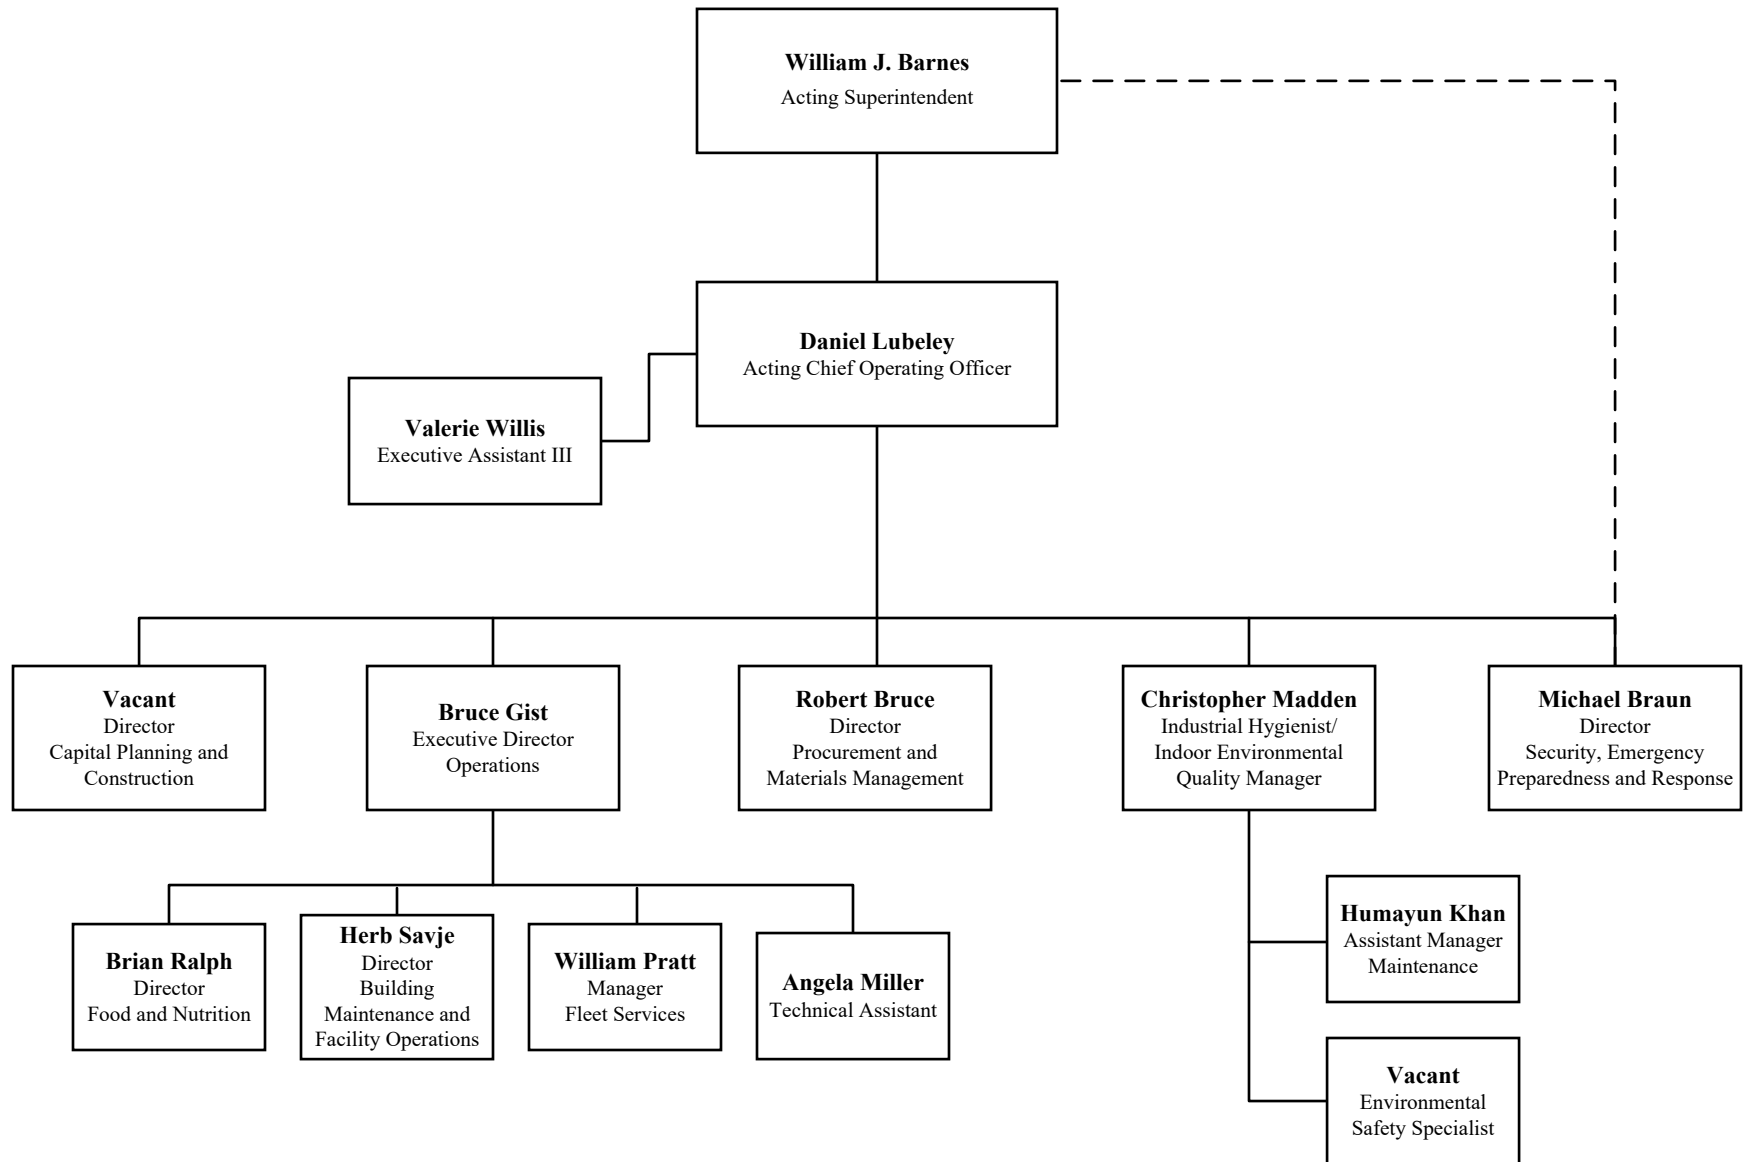 William J. Barnes
Acting Superintendent
Daniel Lubeley
Acting Chief Operating Officer
Valerie Willis
Executive Assistant III
Vacant
Director
Capital Planning and
Construction
Bruce Gist
Executive Director
Operations
Robert Bruce
Director
Procurement and
Materials Management
Christopher Madden
Industrial Hygienist/
Indoor Environmental
Quality Manager
Michael Braun
Director
Security, Emergency
Preparedness and Response
Brian Ralph
Director
Food and Nutrition
Herb Savje
Director
Building
Maintenance and
Facility Operations
William Pratt
Manager
Fleet Services
Angela Miller
Technical Assistant
Humayun Khan
Assistant Manager
Maintenance
Vacant
Environmental
Safety Specialist